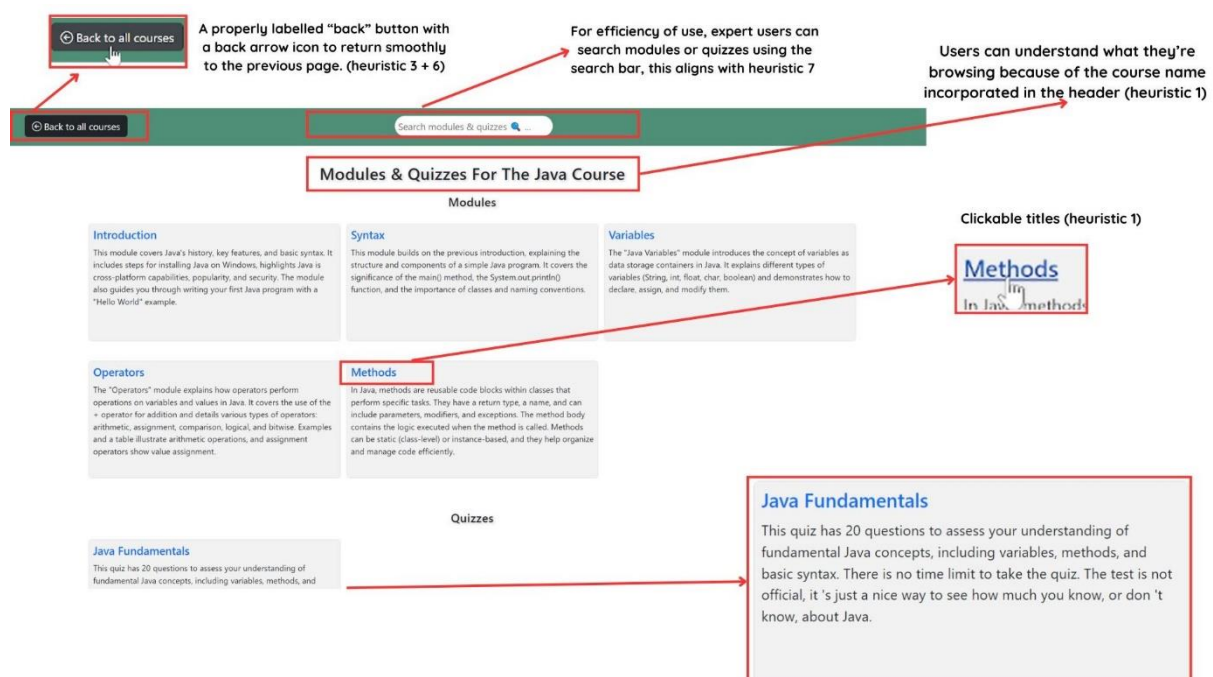 Back to all courses
A properly labelled “back” button with
a back arrow icon to return smoothly
to the previous page. (heuristic 3 + 6)
For efficiency of use, expert users can
search modules or quizzes using the
search bar, this aligns with heuristic 7
Users can understand what they’re
browsing because of the course name
incorporated in the header (heuristic 1)
Back to all courses
Search modules & quizzes 🔍 ..
Modules & Quizzes For The Java Course
Modules
Introduction
This module covers Java's history, key features, and basic syntax. It
includes steps for installing Java on Windows, highlights Java is
cross-platform capabilities, popularity, and security. The module
also guides you through writing your first Java program with a
"Hello World" example.
Syntax
This module builds on the previous introduction, explaining the
structure and components of a simple Java program. It covers the
significance of the main() method, the System.out.println()
function, and the importance of classes and naming conventions.
Variables
The "Java Variables" module introduces the concept of variables as
data storage containers in Java. It explains different types of
variables (String, int, float, char, boolean) and demonstrates how to
declare, assign, and modify them.
Clickable titles (heuristic 1)
Methods
In Java methods
Operators
The "Operators" module explains how operators perform
operations on variables and values in Java. It covers the use of the
+ operator for addition and details various types of operators:
arithmetic, assignment, comparison, logical, and bitwise. Examples
and a table illustrate arithmetic operations, and assignment
operators show value assignment.
Methods
In Java, methods are reusable code blocks within classes that
perform specific tasks. They have a return type, a name, and can
include parameters, modifiers, and exceptions. The method body
contains the logic executed when the method is called. Methods
can be static (class-level) or instance-based, and they help organize
and manage code efficiently.
Quizzes
Java Fundamentals
This quiz has 20 questions to assess your understanding of
fundamental Java concepts, including variables, methods, and
Java Fundamentals
This quiz has 20 questions to assess your understanding of
fundamental Java concepts, including variables, methods, and
basic syntax. There is no time limit to take the quiz. The test is not
official, it 's just a nice way to see how much you know, or don 't
know, about Java.